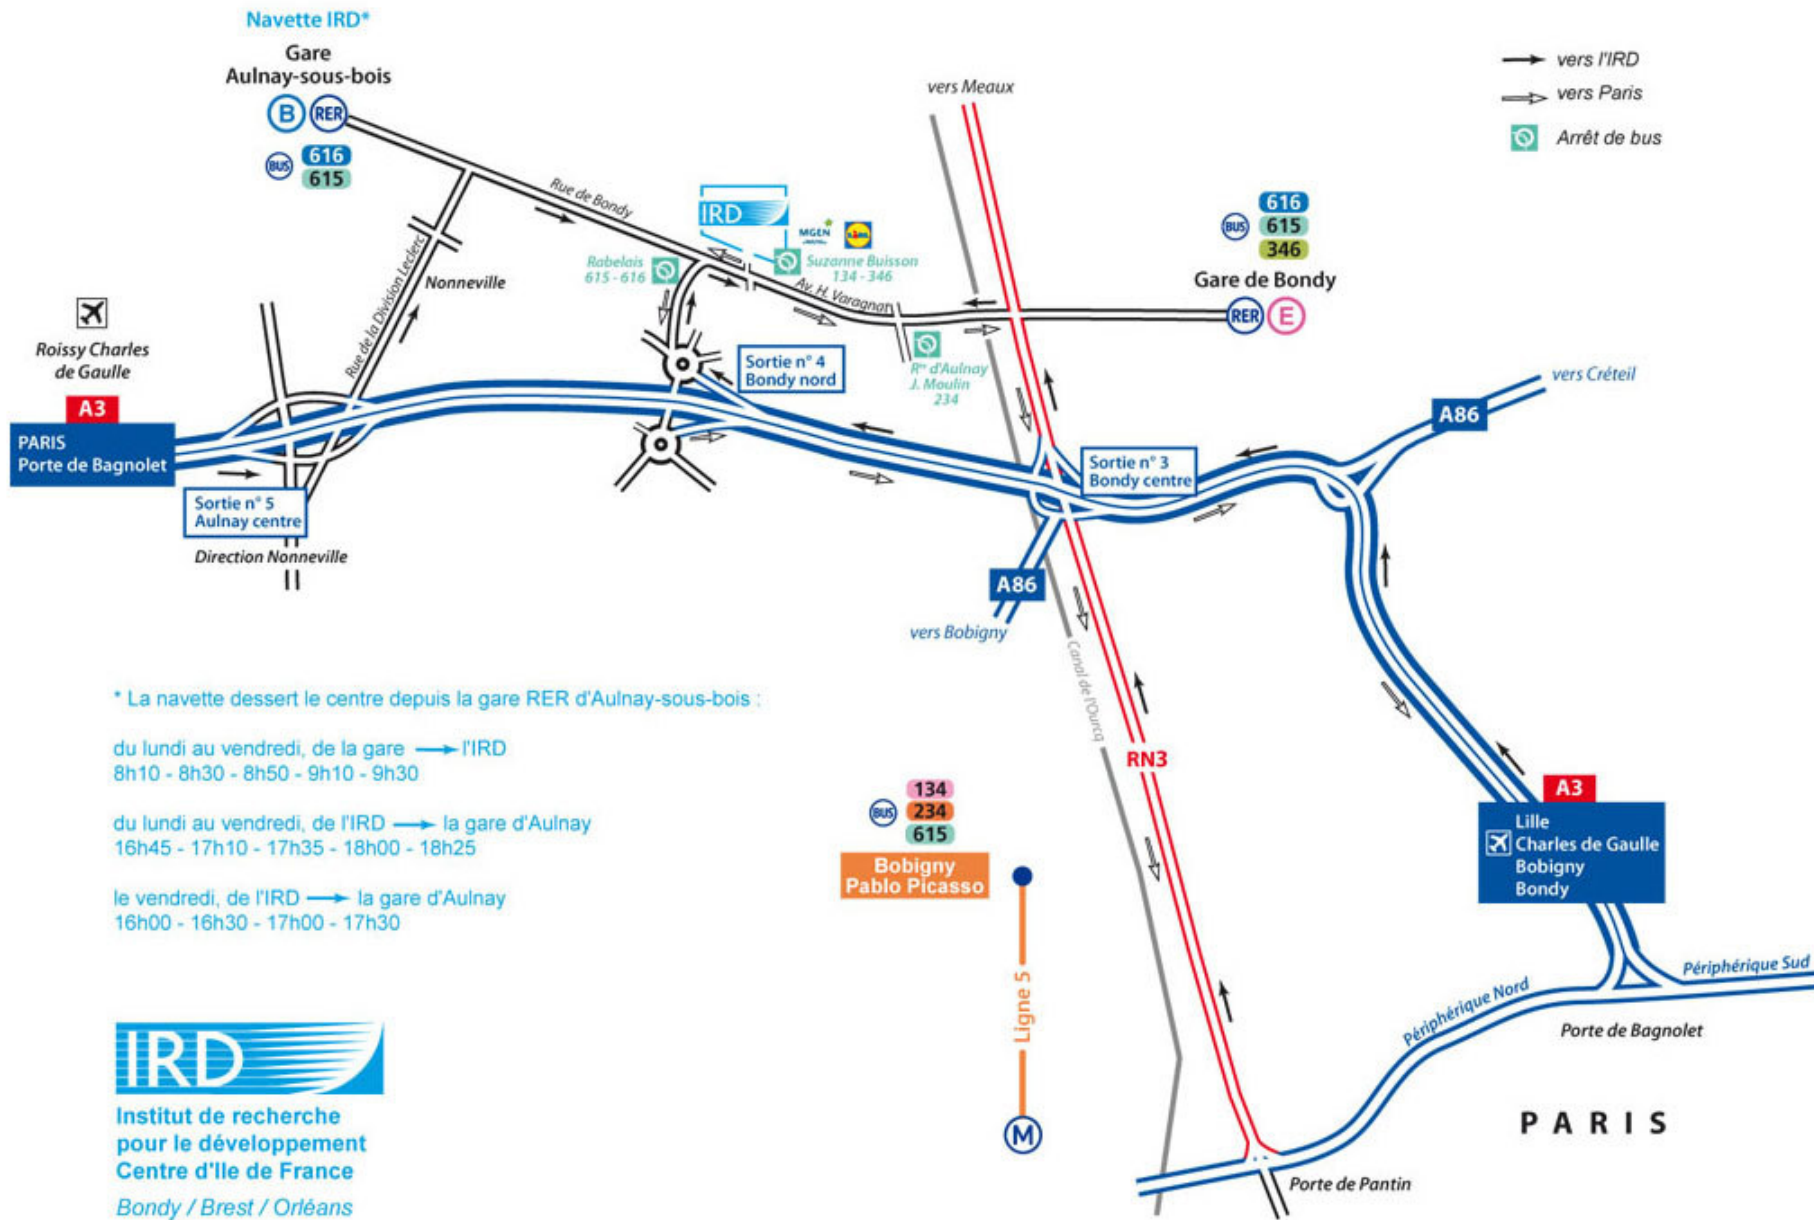 Navette IRD*
Gare
Aulnay-sous-bois
B RER
BUS 616
615
vers Meaux
vers l'IRD
vers Paris
Arrêt de bus
Rue de Bondy
IRD
MGEN
LIDL
Rabelais
615 - 616
Suzanne Buisson
134 - 346
Av. H. Varagnat
BUS 616
615
346
Gare de Bondy
RER E
Rue de la Division Leclerc
Nonneville
Roissy Charles
de Gaulle
A3
PARIS
Porte de Bagnolet
Sortie n° 4
Bondy nord
Rte d'Aulnay
J. Moulin
234
vers Créteil
A86
Sortie n° 3
Bondy centre
Sortie n° 5
Aulnay centre
Direction Nonneville
A86
vers Bobigny
Canal de l'Ourcq
RN3
* La navette dessert le centre depuis la gare RER d'Aulnay-sous-bois :
du lundi au vendredi, de la gare l'IRD
8h10 - 8h30 - 8h50 - 9h10 - 9h30
du lundi au vendredi, de l'IRD la gare d'Aulnay
16h45 - 17h10 - 17h35 - 18h00 - 18h25
le vendredi, de l'IRD la gare d'Aulnay
16h00 - 16h30 - 17h00 - 17h30
BUS 134
234
615
Bobigny
Pablo Picasso
Ligne 5
M
A3
Lille
Charles de Gaulle
Bobigny
Bondy
Périphérique Nord
Périphérique Sud
Porte de Bagnolet
PARIS
Porte de Pantin
IRD
Institut de recherche
pour le développement
Centre d'Ile de France
Bondy / Brest / Orléans